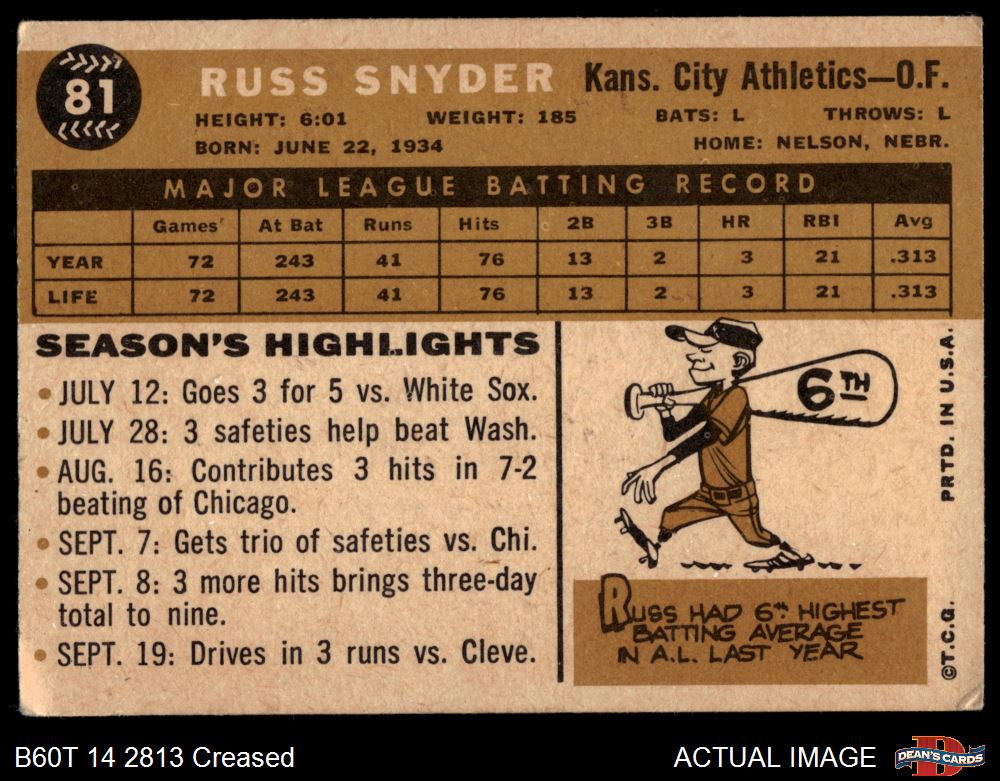 81
RUSS SNYDER
Kans. City Athletics—O.F.
HEIGHT: 6:01 WEIGHT: 185 BATS: L THROWS: L
BORN: JUNE 22, 1934 HOME: NELSON, NEBR.
MAJOR LEAGUE BATTING RECORD
Games At Bat Runs Hits 2B 3B HR RBI Avg
YEAR 72 243 41 76 13 2 3 21 .313
LIFE 72 243 41 76 13 2 3 21 .313
SEASON'S HIGHLIGHTS
• JULY 12: Goes 3 for 5 vs. White Sox.
• JULY 28: 3 safeties help beat Wash.
• AUG. 16: Contributes 3 hits in 7-2
beating of Chicago.
• SEPT. 7: Gets trio of safeties vs. Chi.
• SEPT. 8: 3 more hits brings three-day
total to nine.
• SEPT. 19: Drives in 3 runs vs. Cleve.
6TH
RUSS HAD 6TH HIGHEST
BATTING AVERAGE
IN A.L. LAST YEAR
PRTD. IN U.S.A.
©T.C.G.
B60T 14 2813 Creased
ACTUAL IMAGE
D
DEAN'S CARDS